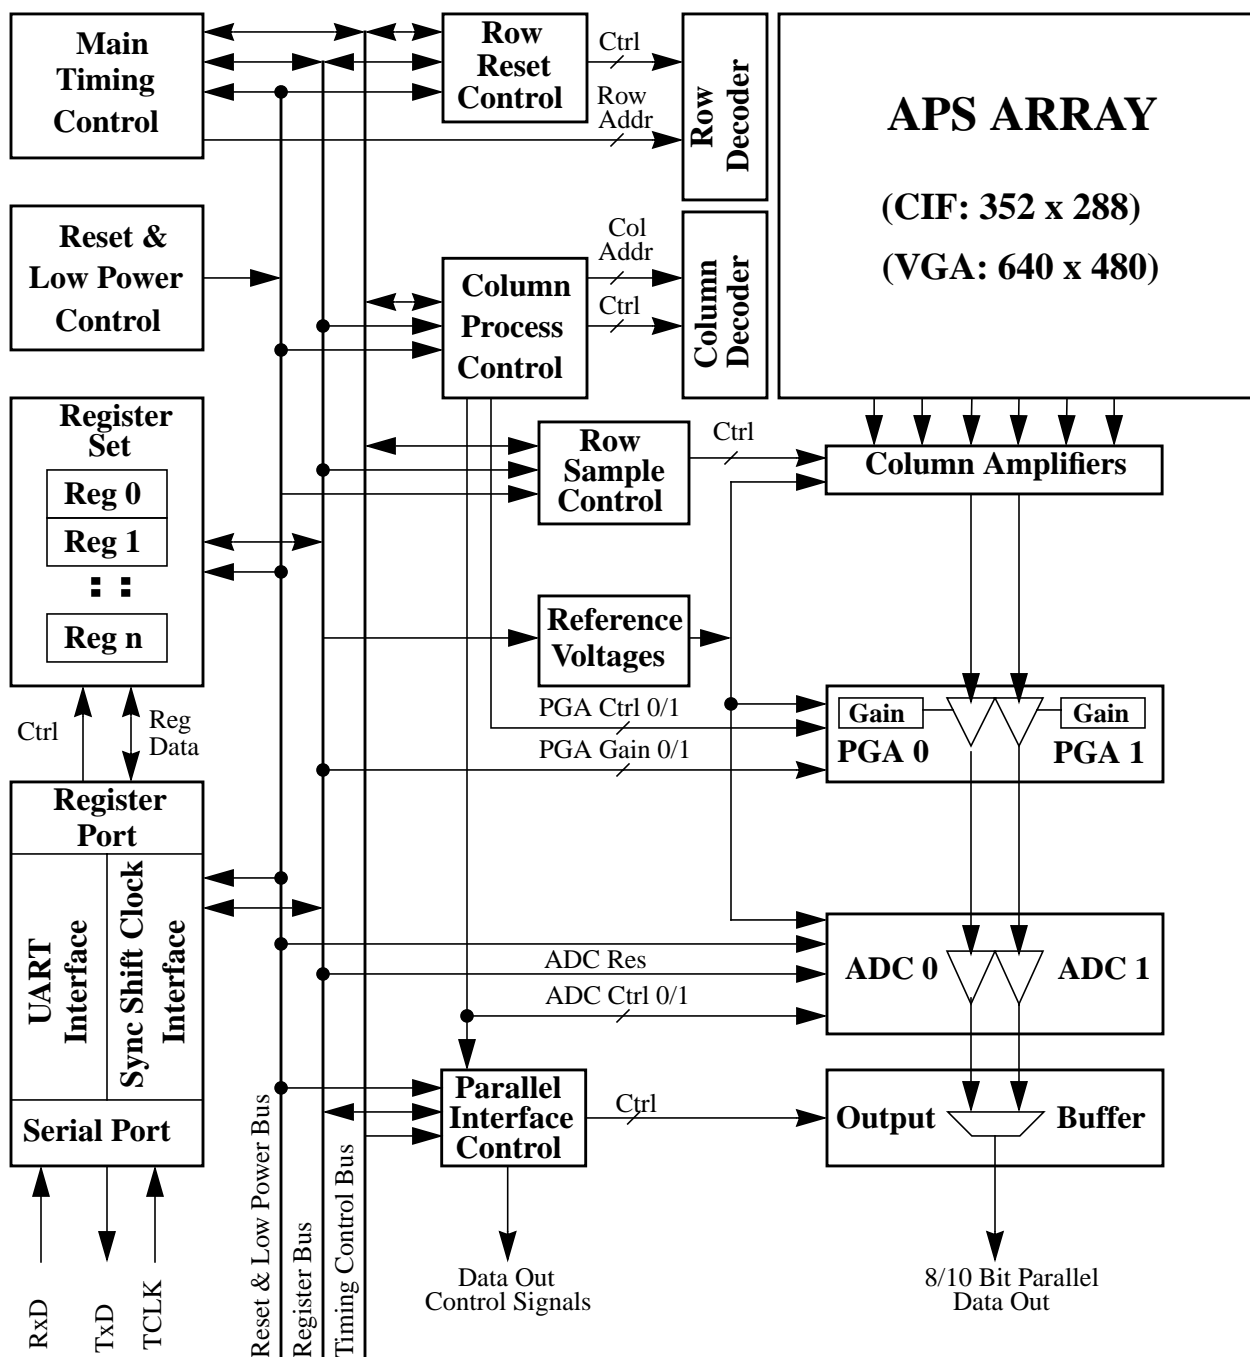 Main
Timing
Control
Row
Reset
Control
Ctrl
Row
Addr
Row
Decoder
APS ARRAY
(CIF: 352 x 288)
(VGA: 640 x 480)
Reset &
Low Power
Control
Column
Process
Control
Col
Addr
Ctrl
Column
Decoder
Register
Set
Reg 0
Reg 1
Reg n
Row
Sample
Control
Ctrl
Column Amplifiers
Reference
Voltages
PGA Ctrl 0/1
PGA Gain 0/1
Gain
Gain
PGA 0
PGA 1
Ctrl
Reg
Data
Register
Port
UART
Interface
Sync Shift Clock
Interface
Serial Port
ADC Res
ADC Ctrl 0/1
ADC 0
ADC 1
Parallel
Interface
Control
Ctrl
Output
Buffer
RxD
TxD
TCLK
Reset & Low Power Bus
Register Bus
Timing Control Bus
Data Out
Control Signals
8/10 Bit Parallel
Data Out